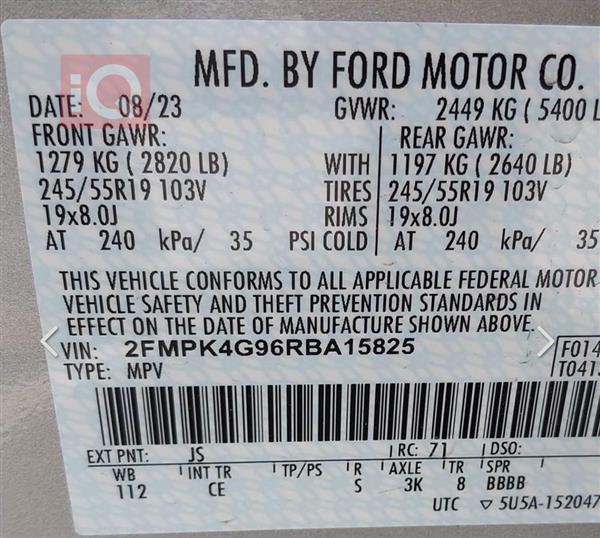 iQ
MFD. BY FORD MOTOR CO.
DATE: 08/23 GVWR: 2449 KG ( 5400 L
FRONT GAWR: REAR GAWR:
1279 KG ( 2820 LB) WITH 1197 KG ( 2640 LB)
245/55R19 103V TIRES 245/55R19 103V
19x8.0J RIMS 19x8.0J
AT 240 kPa/ 35 PSI COLD AT 240 kPa/ 35
THIS VEHICLE CONFORMS TO ALL APPLICABLE FEDERAL MOTOR
VEHICLE SAFETY AND THEFT PREVENTION STANDARDS IN
EFFECT ON THE DATE OF MANUFACTURE SHOWN ABOVE.
VIN: 2FMPK4G96RBA15825 F014
TYPE: MPV T041
EXT PNT: JS RC: 71 DSO:
WB INT TR TP/PS R AXLE TR SPR
112 CE S 3K 8 BBBB
UTC ▽ 5U5A-152047